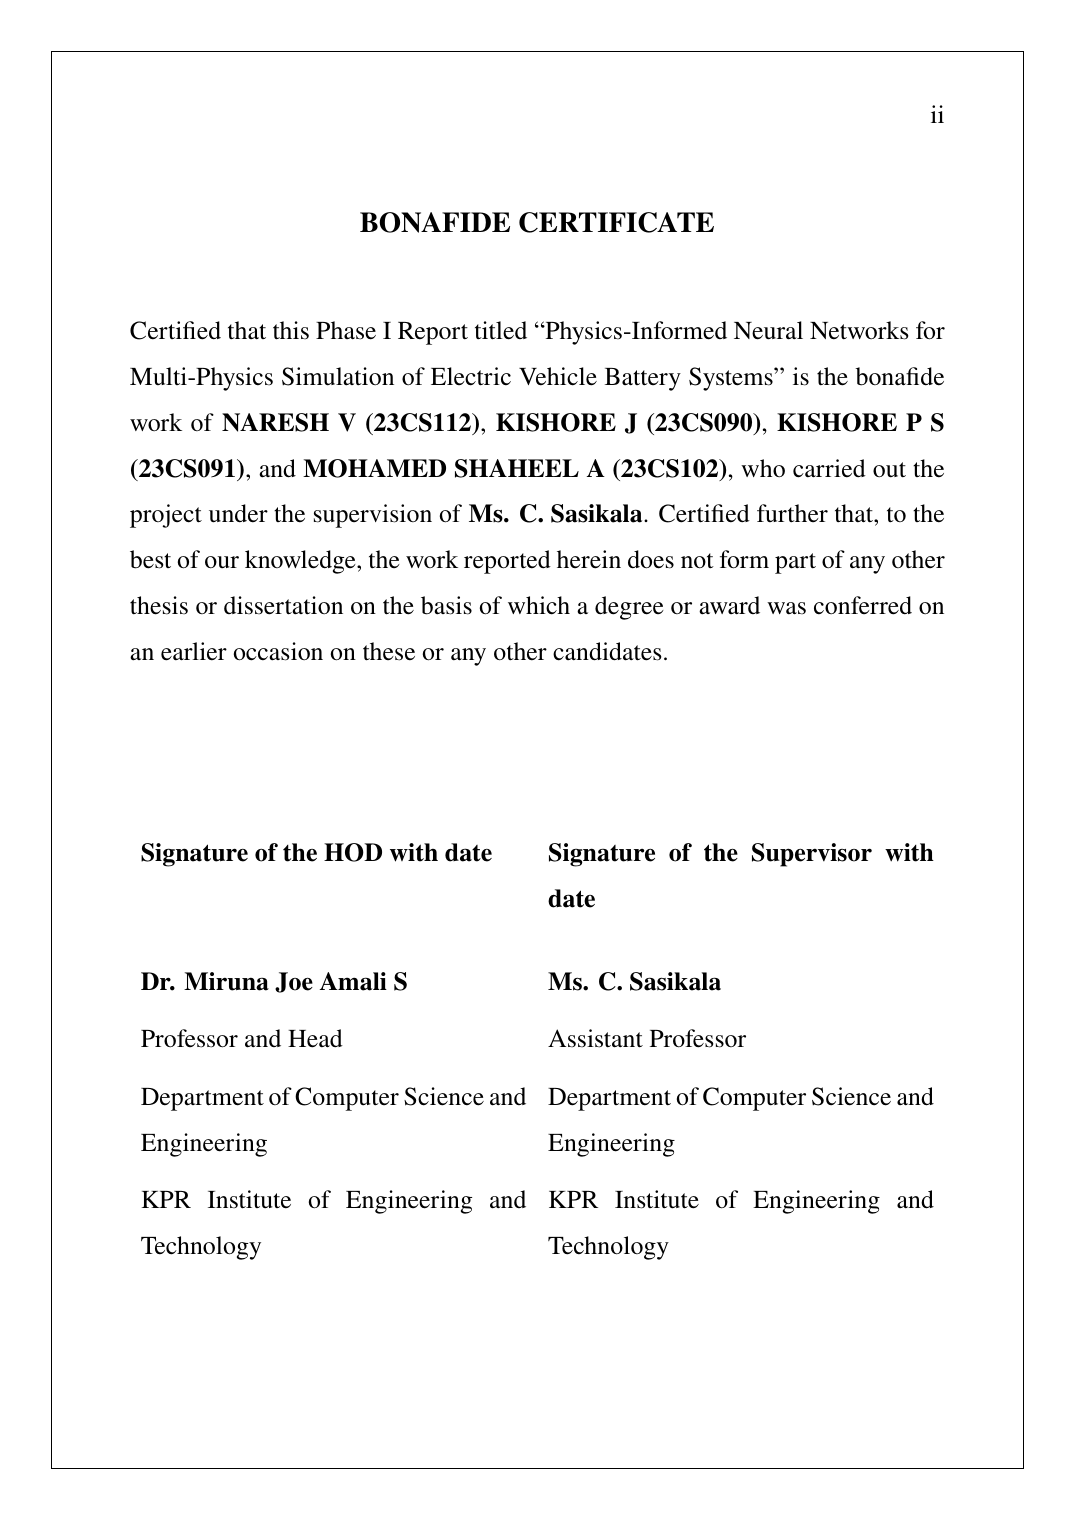 ii
BONAFIDE CERTIFICATE
Certified that this Phase I Report titled “Physics-Informed Neural Networks for
Multi-Physics Simulation of Electric Vehicle Battery Systems” is the bonafide
work of NARESH V (23CS112), KISHORE J (23CS090), KISHORE P S
(23CS091), and MOHAMED SHAHEEL A (23CS102), who carried out the
project under the supervision of Ms. C. Sasikala. Certified further that, to the
best of our knowledge, the work reported herein does not form part of any other
thesis or dissertation on the basis of which a degree or award was conferred on
an earlier occasion on these or any other candidates.
Signature of the HOD with date
Signature of the Supervisor with
date
Dr. Miruna Joe Amali S
Ms. C. Sasikala
Professor and Head
Assistant Professor
Department of Computer Science and
Engineering
Department of Computer Science and
Engineering
KPR Institute of Engineering and
Technology
KPR Institute of Engineering and
Technology